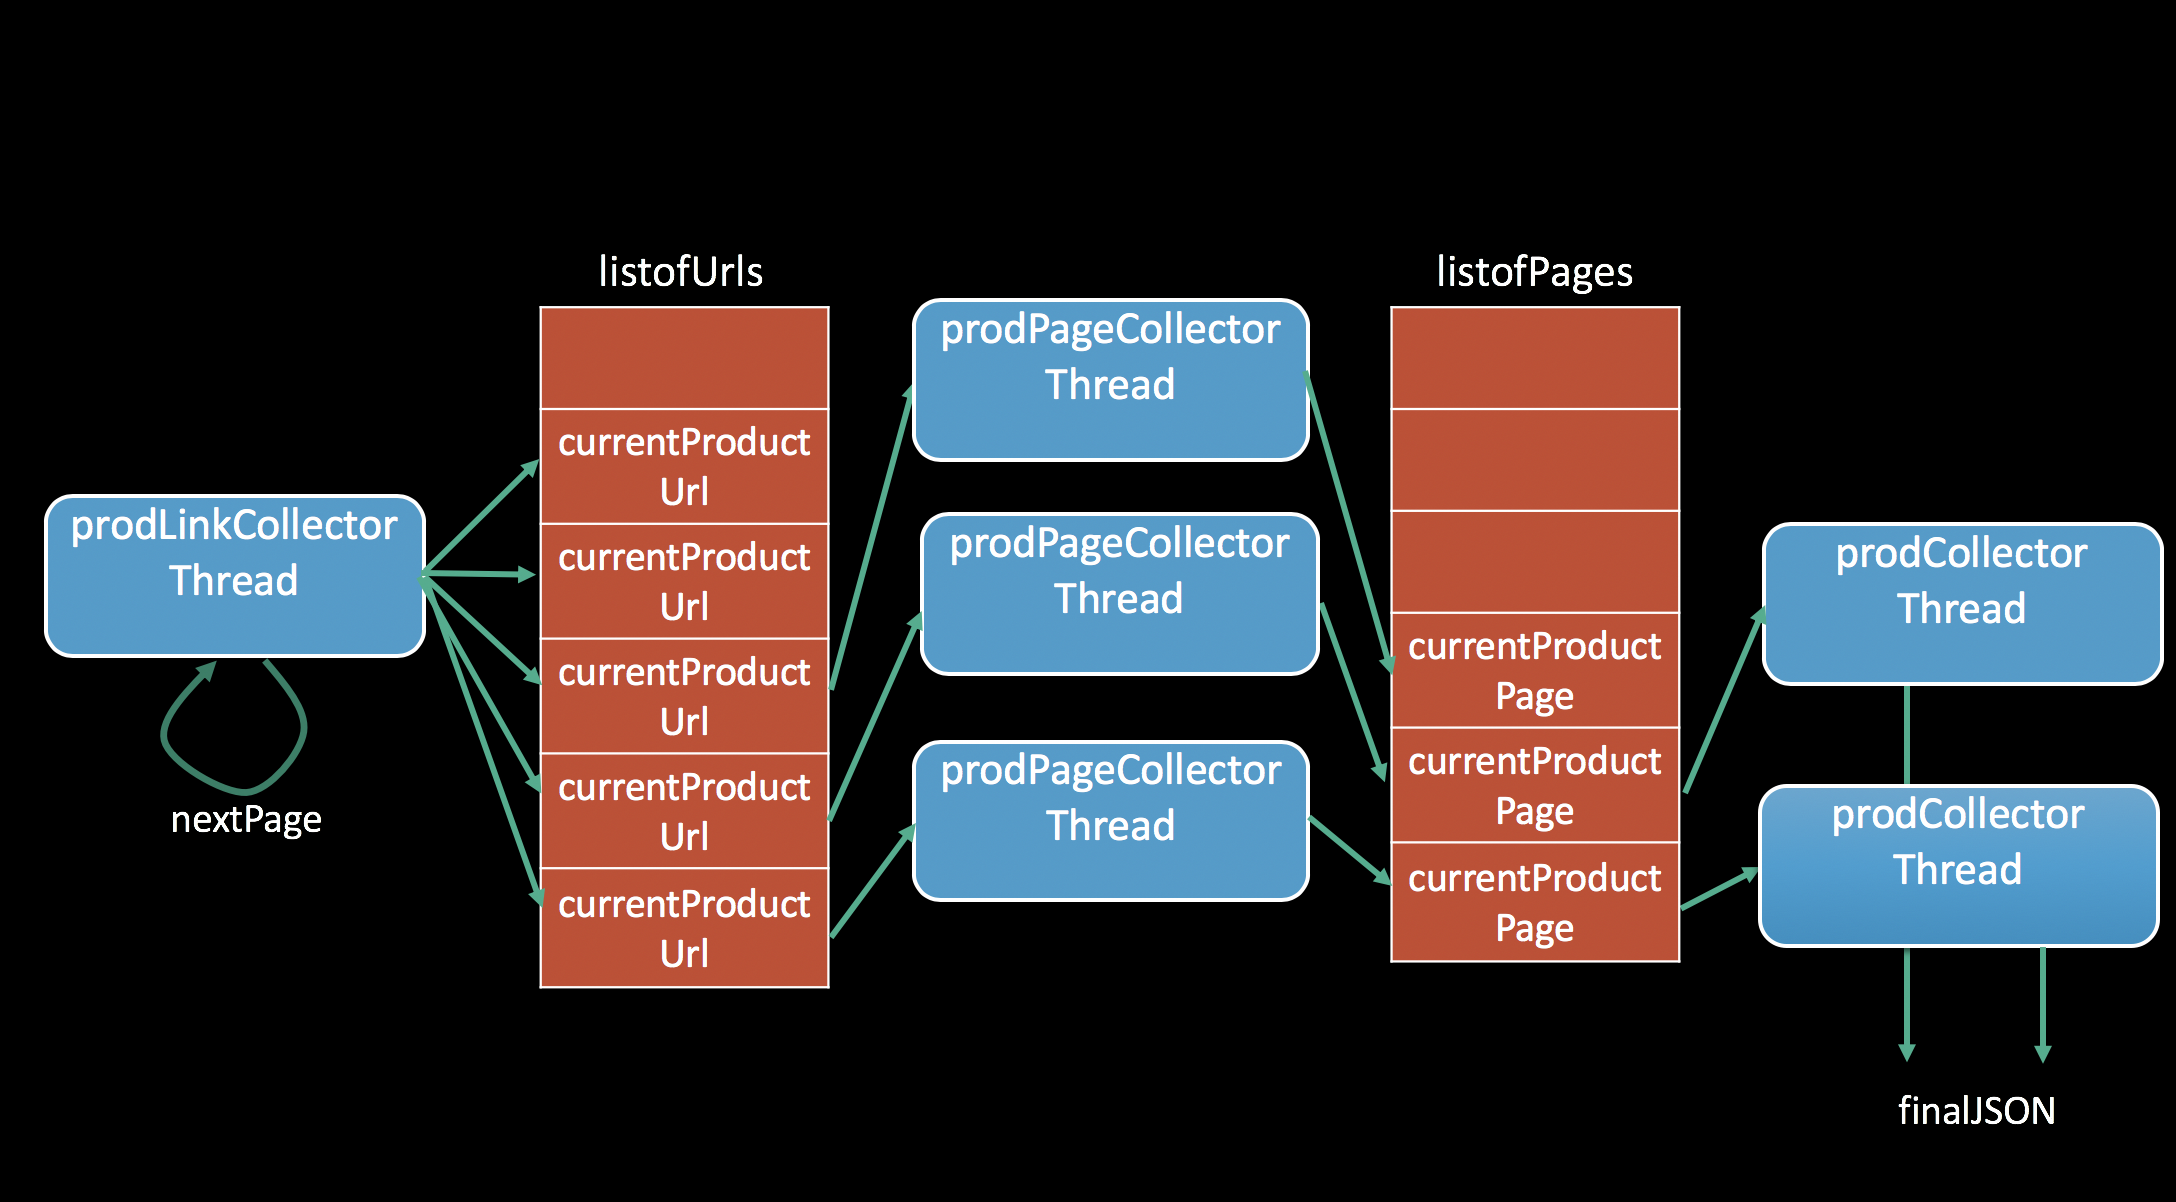 listofUrls
listofPages
prodLinkCollector
Thread
nextPage
currentProduct
Url
currentProduct
Url
currentProduct
Url
currentProduct
Url
currentProduct
Url
prodPageCollector
Thread
prodPageCollector
Thread
prodPageCollector
Thread
currentProduct
Page
currentProduct
Page
currentProduct
Page
prodCollector
Thread
prodCollector
Thread
finalJSON